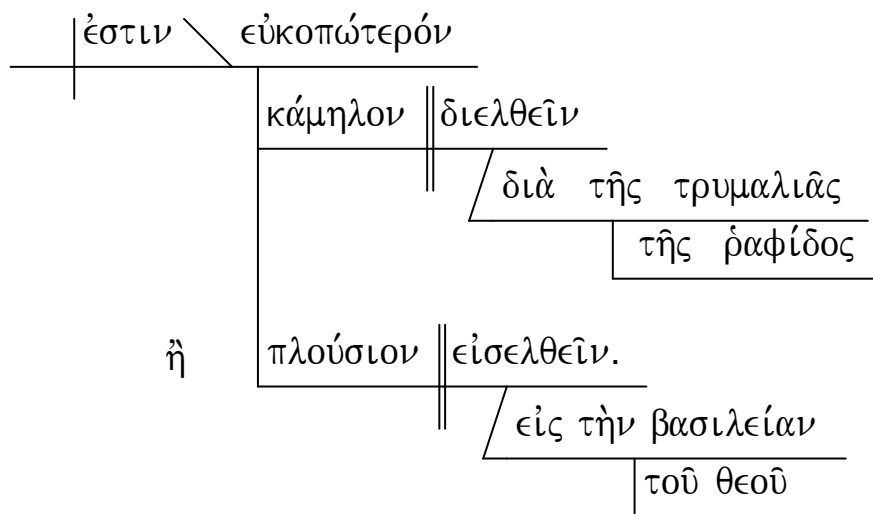 ἐστιν εὐκοπώτερόν
κάμηλον διελθεῖν
διὰ τῆς τρυμαλιᾶς
τῆς ῥαφίδος
ἢ πλούσιον εἰσελθεῖν.
εἰς τὴν βασιλείαν
τοῦ θεοῦ